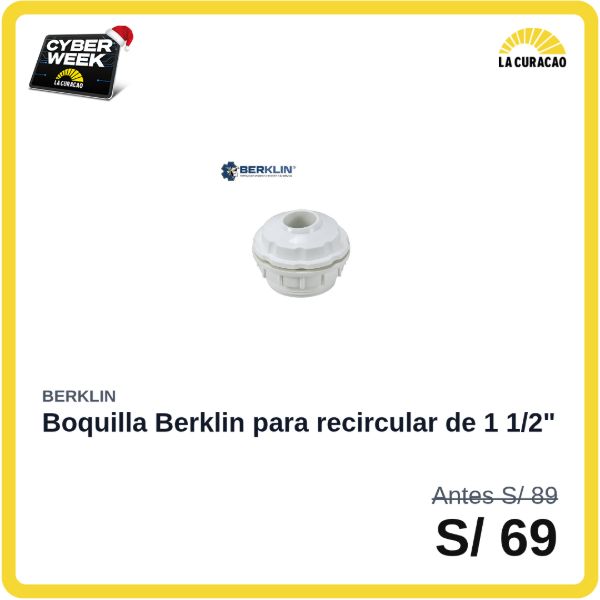 CYBER
WEEK
LA CURACAO
LA CURACAO
BERKLIN®
BERKLIN
Boquilla Berklin para recircular de 1 1/2"
Antes S/ 89
S/ 69